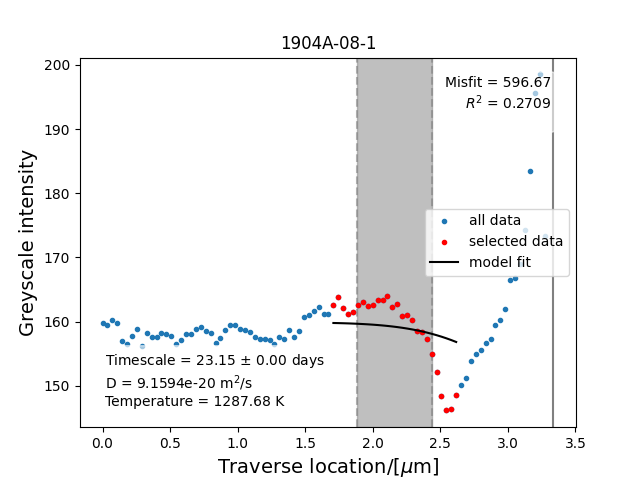 1904A-08-1
Misfit = 596.67
R² = 0.2709
all data
selected data
model fit
Timescale = 23.15 ± 0.00 days
D = 9.1594e-20 m²/s
Temperature = 1287.68 K
Greyscale intensity
200
190
180
170
160
150
0.0 0.5 1.0 1.5 2.0 2.5 3.0 3.5
Traverse location/[μm]